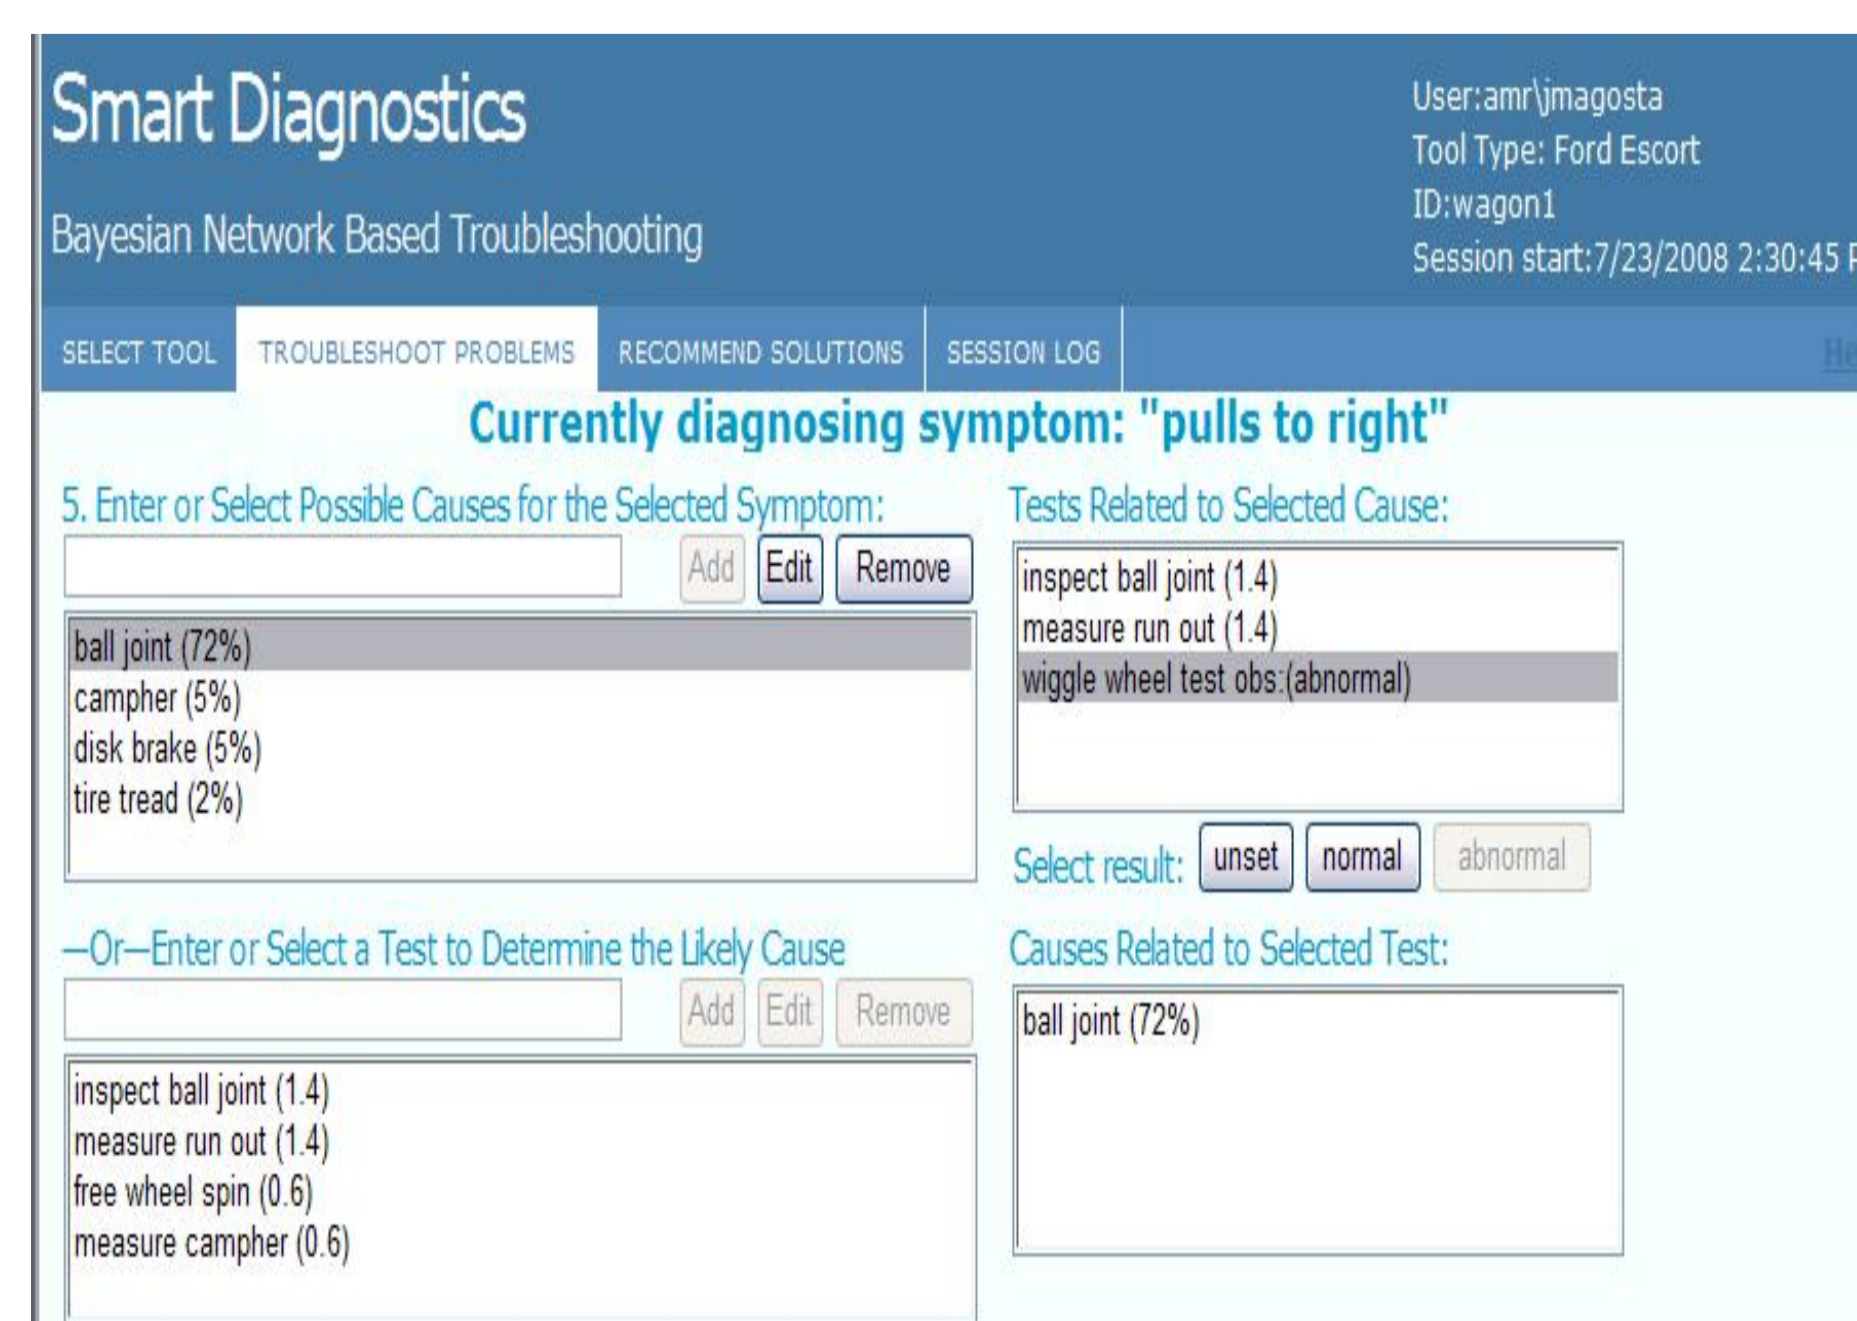 Smart Diagnostics
Bayesian Network Based Troubleshooting
User:amr\jmagosta
Tool Type: Ford Escort
ID:wagon1
Session start:7/23/2008 2:30:45
SELECT TOOL TROUBLESHOOT PROBLEMS RECOMMEND SOLUTIONS SESSION LOG
Currently diagnosing symptom: "pulls to right"
5. Enter or Select Possible Causes for the Selected Symptom:
Add Edit Remove
ball joint (72%)
campher (5%)
disk brake (5%)
tire tread (2%)
Tests Related to Selected Cause:
inspect ball joint (1.4)
measure run out (1.4)
wiggle wheel test obs:(abnormal)
Select result: unset normal abnormal
—Or—Enter or Select a Test to Determine the Likely Cause
Add Edit Remove
inspect ball joint (1.4)
measure run out (1.4)
free wheel spin (0.6)
measure campher (0.6)
Causes Related to Selected Test:
ball joint (72%)